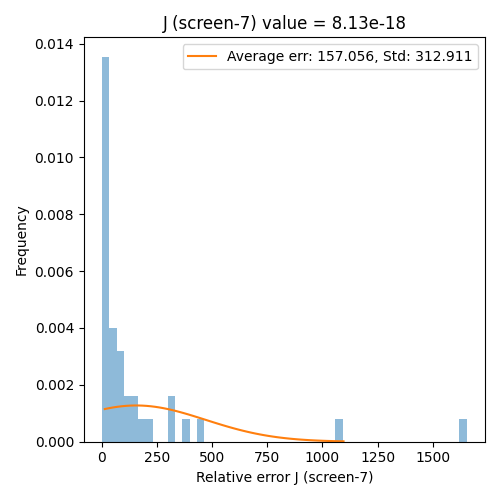 J (screen-7) value = 8.13e-18
Average err: 157.056, Std: 312.911
0.014
0.012
0.010
0.008
0.006
0.004
0.002
0.000
Frequency
0 250 500 750 1000 1250 1500
Relative error J (screen-7)